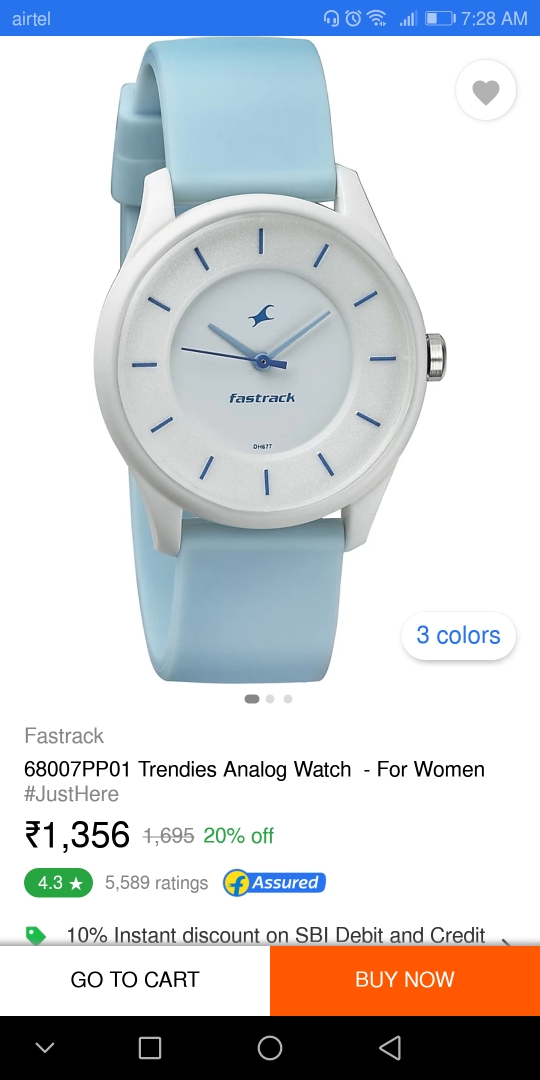 airtel 7:28 AM
fastrack
DH677
3 colors
Fastrack
68007PP01 Trendies Analog Watch - For Women
#JustHere
₹1,356 1,695 20% off
4.3 ★ 5,589 ratings f Assured
10% Instant discount on SBI Debit and Credit
GO TO CART BUY NOW